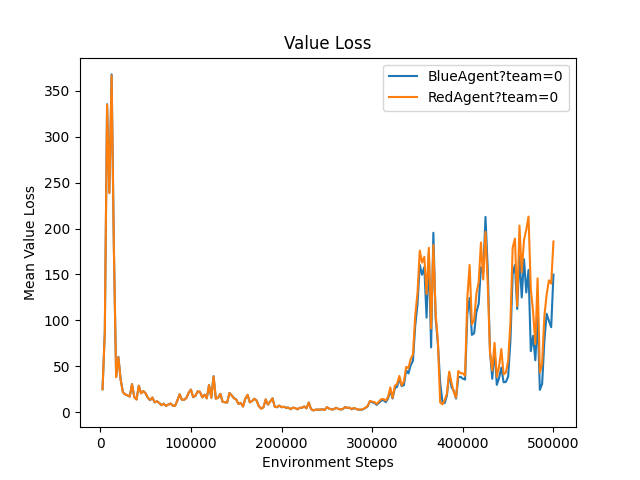 Value Loss
BlueAgent?team=0
RedAgent?team=0
Mean Value Loss
350
300
250
200
150
100
50
0
0 100000 200000 300000 400000 500000
Environment Steps